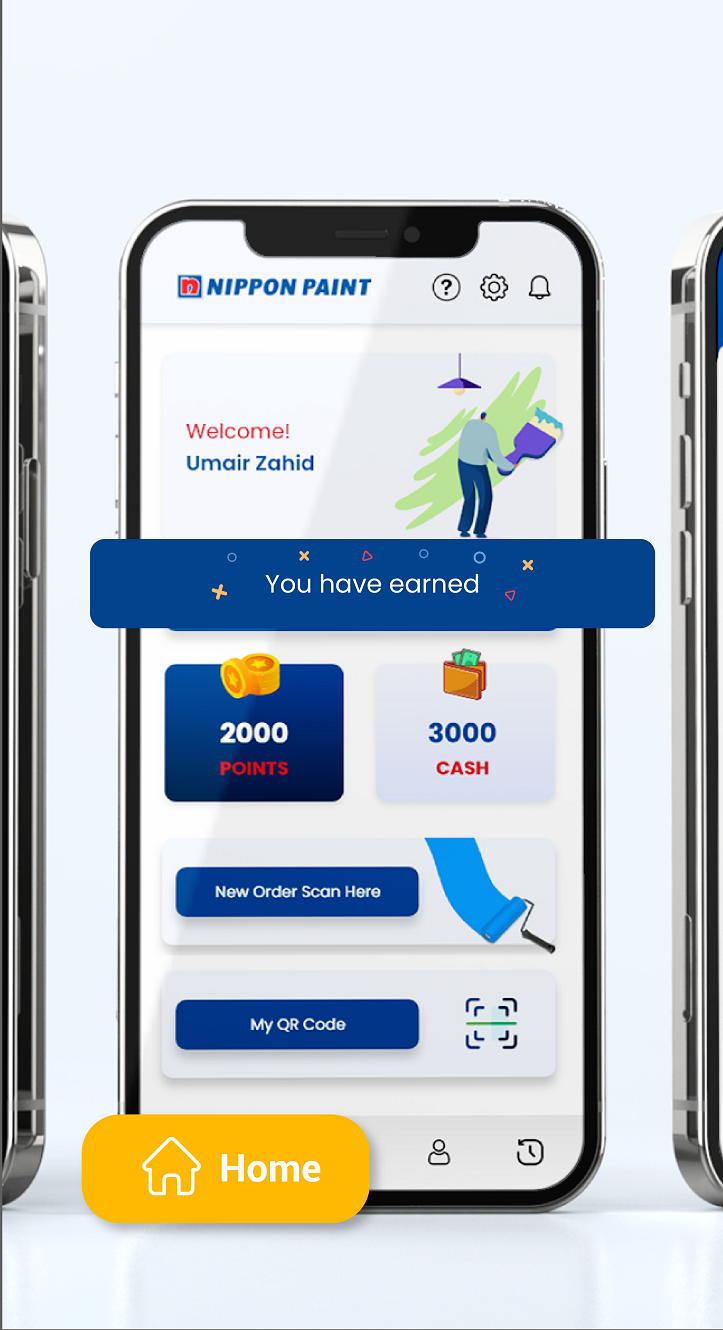 NIPPON PAINT
Welcome!
Umair Zahid
You have earned
2000
POINTS
3000
CASH
New Order Scan Here
My QR Code
Home